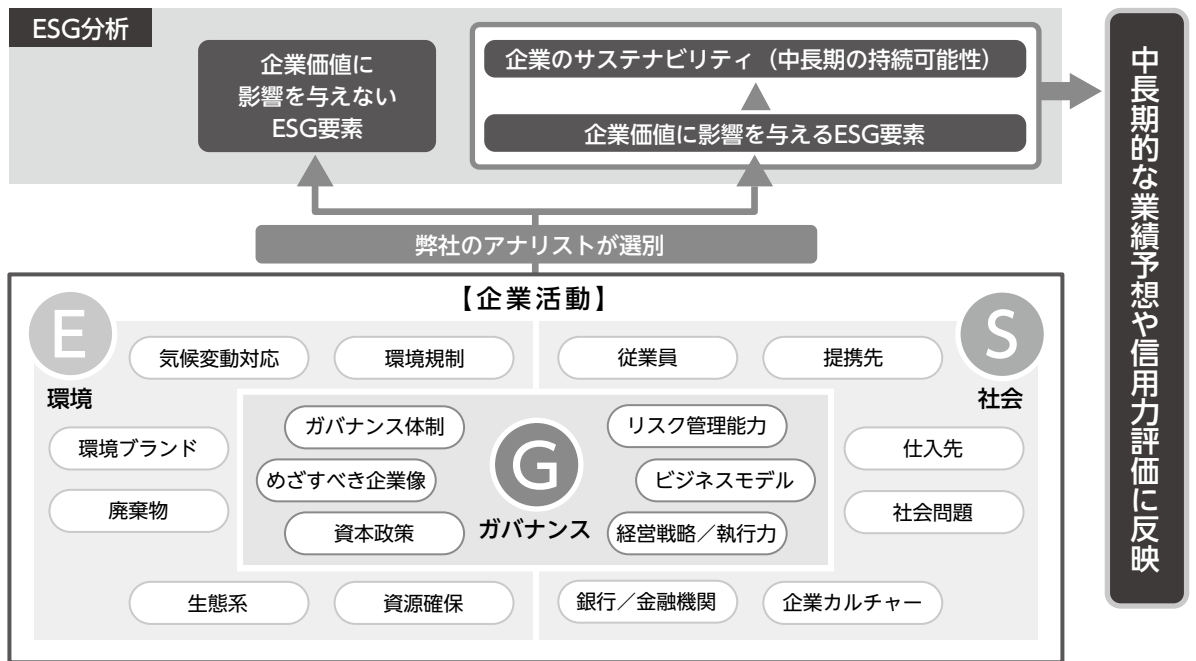 ESG分析
企業価値に
影響を与えない
ESG要素
企業のサステナビリティ（中長期の持続可能性）
企業価値に影響を与えるESG要素
中長期的な業績予想や信用力評価に反映
弊社のアナリストが選別
【企業活動】
E
環境
気候変動対応
環境規制
環境ブランド
廃棄物
生態系
資源確保
従業員
提携先
S
社会
仕入先
社会問題
銀行／金融機関
企業カルチャー
ガバナンス体制
めざすべき企業像
資本政策
G
ガバナンス
リスク管理能力
ビジネスモデル
経営戦略／執行力